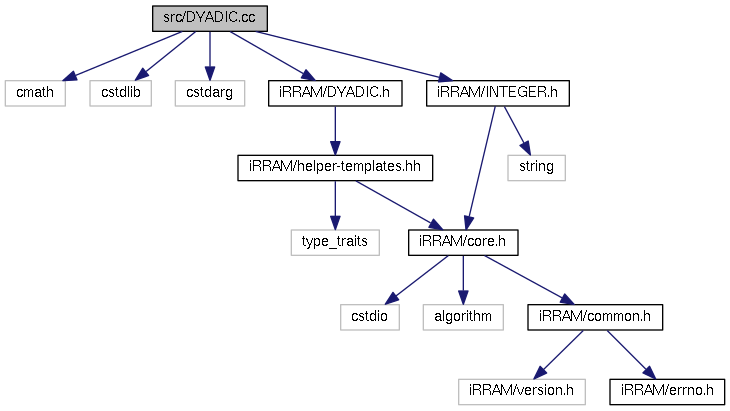 src/DYADIC.cc
cmath
cstdlib
cstdarg
iRRAM/DYADIC.h
iRRAM/INTEGER.h
iRRAM/helper-templates.hh
string
type_traits
iRRAM/core.h
cstdio
algorithm
iRRAM/common.h
iRRAM/version.h
iRRAM/errno.h